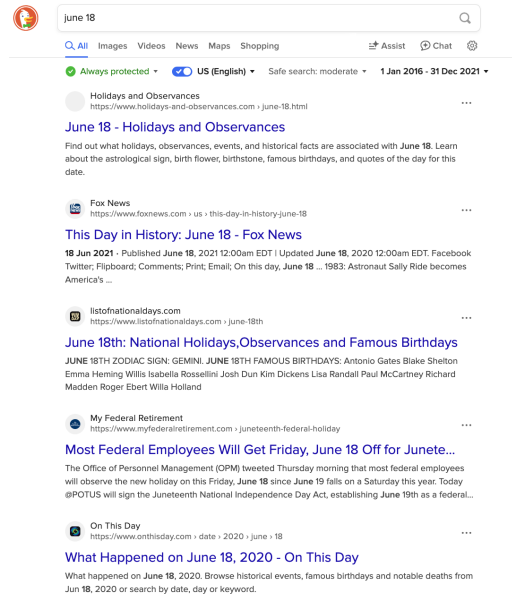 june 18
All Images Videos News Maps Shopping Assist Chat
Always protected US (English) Safe search: moderate 1 Jan 2016 - 31 Dec 2021
Holidays and Observances
https://www.holidays-and-observances.com › june-18.html
June 18 - Holidays and Observances
Find out what holidays, observances, events, and historical facts are associated with June 18. Learn
about the astrological sign, birth flower, birthstone, famous birthdays, and quotes of the day for this
date.
Fox News
https://www.foxnews.com › us › this-day-in-history-june-18
This Day in History: June 18 - Fox News
18 Jun 2021 · Published June 18, 2021 12:00am EDT | Updated June 18, 2020 12:00am EDT. Facebook
Twitter; Flipboard; Comments; Print; Email; On this day, June 18 ... 1983: Astronaut Sally Ride becomes
America's ...
listofnationaldays.com
https://www.listofnationaldays.com › june-18th
June 18th: National Holidays,Observances and Famous Birthdays
JUNE 18TH ZODIAC SIGN: GEMINI. JUNE 18TH FAMOUS BIRTHDAYS: Antonio Gates Blake Shelton
Emma Heming Willis Isabella Rossellini Josh Dun Kim Dickens Lisa Randall Paul McCartney Richard
Madden Roger Ebert Willa Holland
My Federal Retirement
https://www.myfederalretirement.com › juneteenth-federal-holiday
Most Federal Employees Will Get Friday, June 18 Off for Junete...
The Office of Personnel Management (OPM) tweeted Thursday morning that most federal employees
will observe the new holiday on this Friday, June 18 since June 19 falls on a Saturday this year. Today
@POTUS will sign the Juneteenth National Independence Day Act, establishing June 19th as a federal...
On This Day
https://www.onthisday.com › date › 2020 › june › 18
What Happened on June 18, 2020 - On This Day
What happened on June 18, 2020. Browse historical events, famous birthdays and notable deaths from
Jun 18, 2020 or search by date, day or keyword.